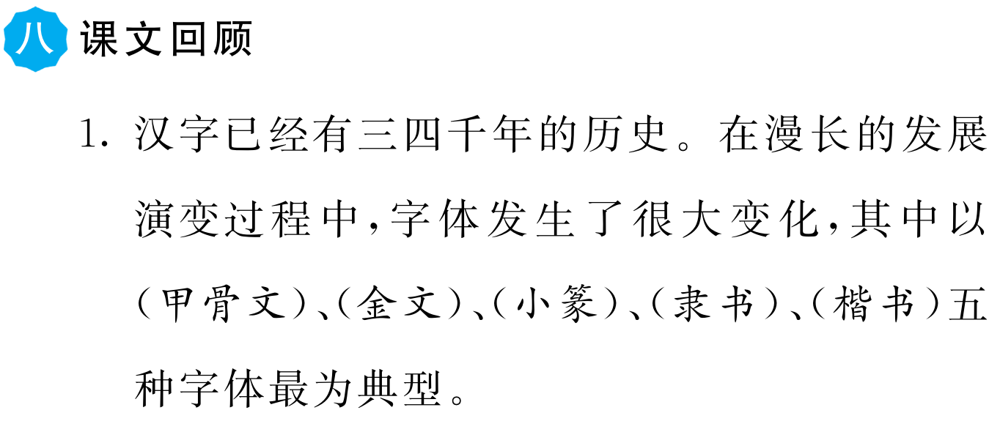 八 课文回顾
1. 汉字已经有三四千年的历史。在漫长的发展
演变过程中,字体发生了很大变化,其中以
(甲骨文)、(金文)、(小篆)、(隶书)、(楷书)五
种字体最为典型。